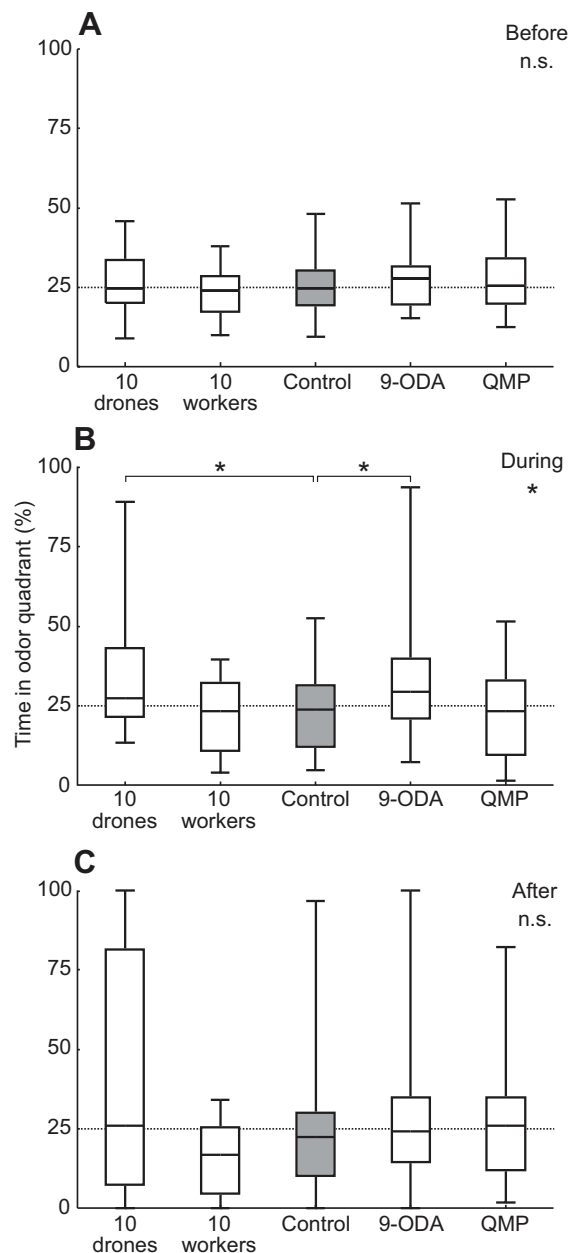 A
Before
n.s.
100
75
50
25
0
10 drones
10 workers
Control
9-ODA
QMP
B
During
*
*
*
100
75
50
25
0
Time in odor quadrant (%)
10 drones
10 workers
Control
9-ODA
QMP
C
After
n.s.
100
75
50
25
0
10 drones
10 workers
Control
9-ODA
QMP